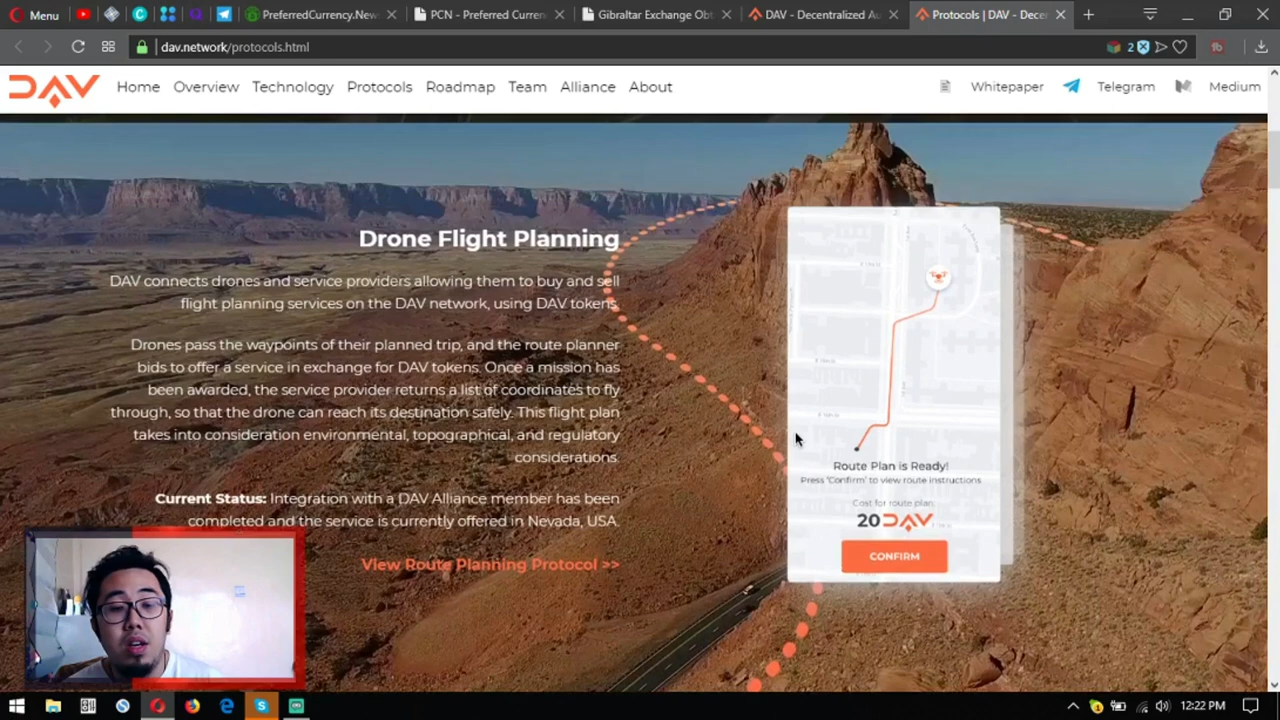 Menu
PreferredCurrency.New
PCN - Preferred Curren
Gibraltar Exchange Obt
DAV - Decentralized Au
Protocols | DAV - Dece
dav.network/protocols.html
2
DAV
Home
Overview
Technology
Protocols
Roadmap
Team
Alliance
About
Whitepaper
Telegram
Medium
Drone Flight Planning
DAV connects drones and service providers allowing them to buy and sell
flight planning services on the DAV network, using DAV tokens.
Drones pass the waypoints of their planned trip, and the route planner
bids to offer a service in exchange for DAV tokens. Once a mission has
been awarded, the service provider returns a list of coordinates to fly
through, so that the drone can reach its destination safely. This flight plan
takes into consideration environmental, topographical, and regulatory
considerations.
Current Status: Integration with a DAV Alliance member has been
completed and the service is currently offered in Nevada, USA.
View Route Planning Protocol >>
Route Plan is Ready!
Press 'Confirm' to view route instructions
Cost for route plan:
20 DAV
CONFIRM
12:22 PM